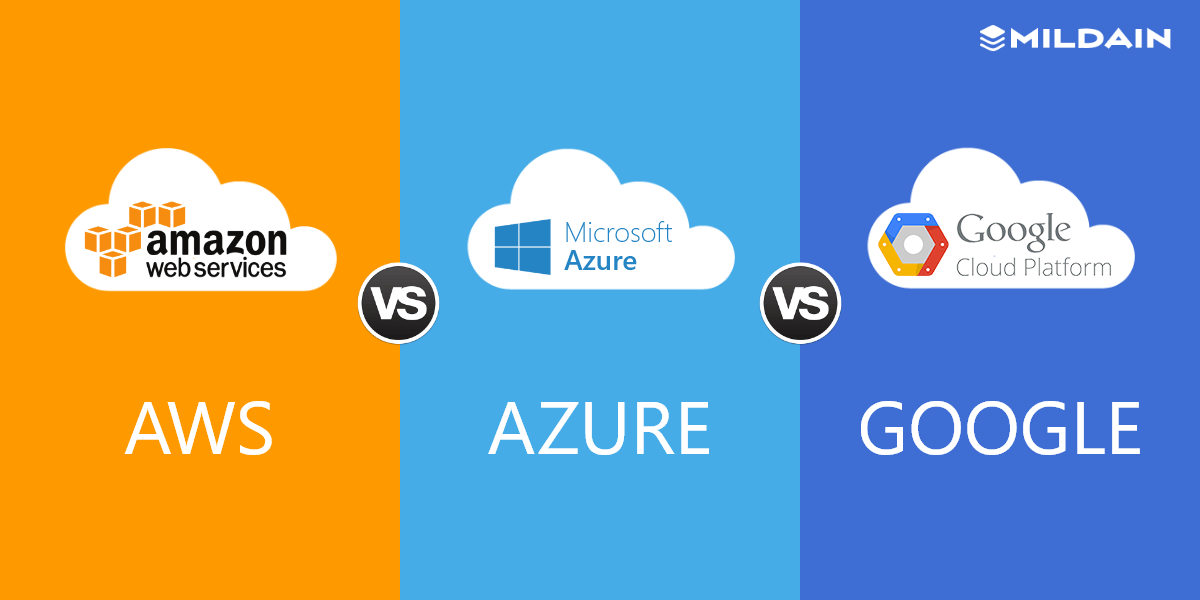 MILDAIN
amazon
web services
Microsoft
Azure
Google
Cloud Platform
VS
VS
AWS
AZURE
GOOGLE